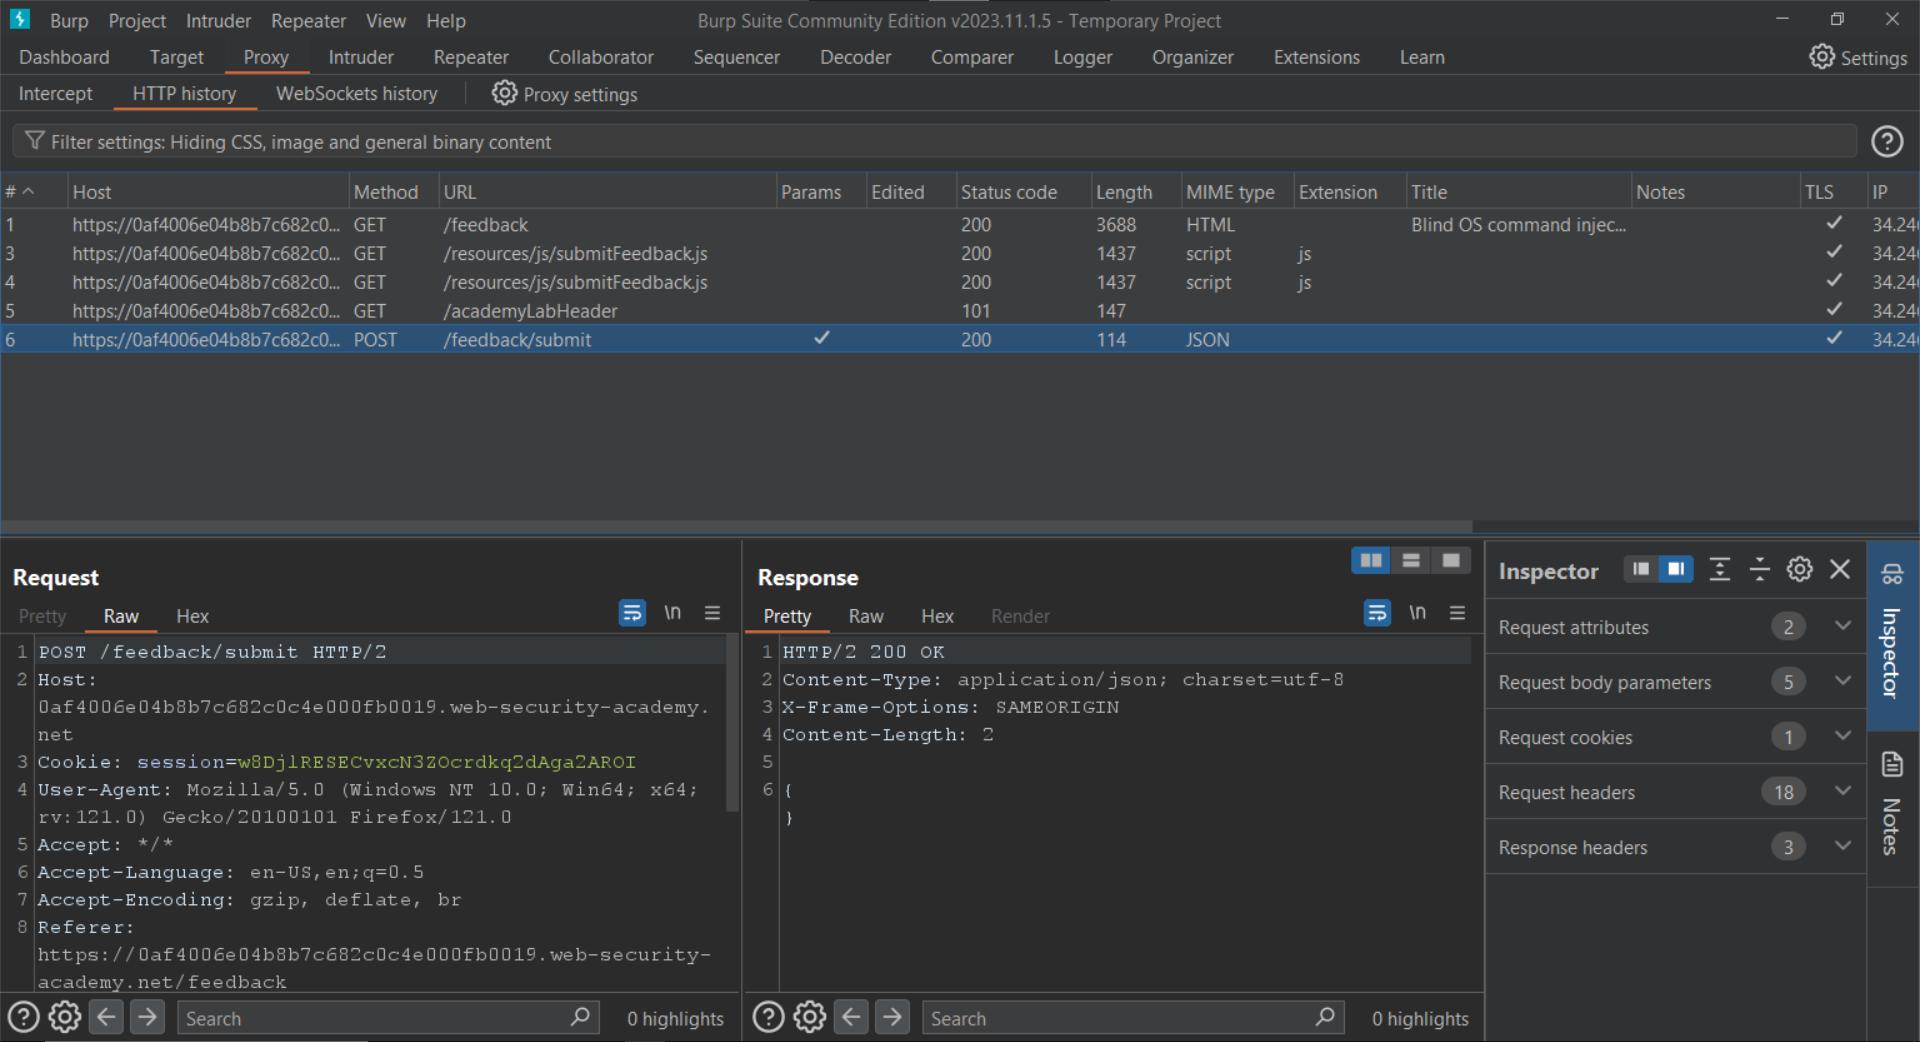 Burp Project Intruder Repeater View Help Burp Suite Community Edition v2023.11.1.5 - Temporary Project
Dashboard Target Proxy Intruder Repeater Collaborator Sequencer Decoder Comparer Logger Organizer Extensions Learn Settings
Intercept HTTP history WebSockets history Proxy settings
Filter settings: Hiding CSS, image and general binary content
# Host Method URL Params Edited Status code Length MIME type Extension Title Notes TLS IP
1 https://0af4006e04b8b7c682c0... GET /feedback 200 3688 HTML Blind OS command injec... ✓ 34.246
3 https://0af4006e04b8b7c682c0... GET /resources/js/submitFeedback.js 200 1437 script js ✓ 34.246
4 https://0af4006e04b8b7c682c0... GET /resources/js/submitFeedback.js 200 1437 script js ✓ 34.246
5 https://0af4006e04b8b7c682c0... GET /academyLabHeader 101 147 ✓ 34.246
6 https://0af4006e04b8b7c682c0... POST /feedback/submit ✓ 200 114 JSON ✓ 34.246
Request
Pretty Raw Hex \n
1 POST /feedback/submit HTTP/2
2 Host:
0af4006e04b8b7c682c0c4e000fb0019.web-security-academy.
net
3 Cookie: session=w8DjlRESECvxcN3ZOcrdkq2dAga2AROI
4 User-Agent: Mozilla/5.0 (Windows NT 10.0; Win64; x64;
rv:121.0) Gecko/20100101 Firefox/121.0
5 Accept: */*
6 Accept-Language: en-US,en;q=0.5
7 Accept-Encoding: gzip, deflate, br
8 Referer:
https://0af4006e04b8b7c682c0c4e000fb0019.web-security-
academy.net/feedback
Search 0 highlights
Response
Pretty Raw Hex Render \n
1 HTTP/2 200 OK
2 Content-Type: application/json; charset=utf-8
3 X-Frame-Options: SAMEORIGIN
4 Content-Length: 2
5
6 {
}
Search 0 highlights
Inspector
Request attributes 2
Request body parameters 5
Request cookies 1
Request headers 18
Response headers 3
Inspector
Notes